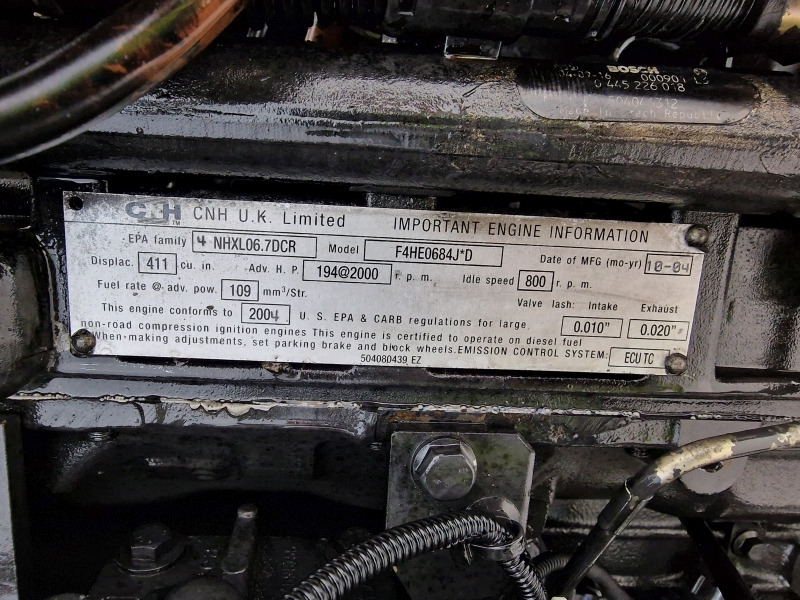 BOSCH
0 445 226 018
CNH CNH U.K. Limited IMPORTANT ENGINE INFORMATION
EPA family 4 NHXL06.7DCR Model F4HE0684J*D Date of MFG (mo-yr) 10-04
Displac. 411 cu. in. Adv. H.P. 194@2000 r. p. m. Idle speed 800 r. p. m.
Fuel rate @ adv. pow. 109 mm³/Str. Valve lash: Intake Exhaust
This engine conforms to 2004 U. S. EPA & CARB regulations for large, 0.010" 0.020"
non-road compression ignition engines This engine is certified to operate on diesel fuel
When-making adjustments, set parking brake and block wheels. EMISSION CONTROL SYSTEM: ECU TC
504080439 EZ